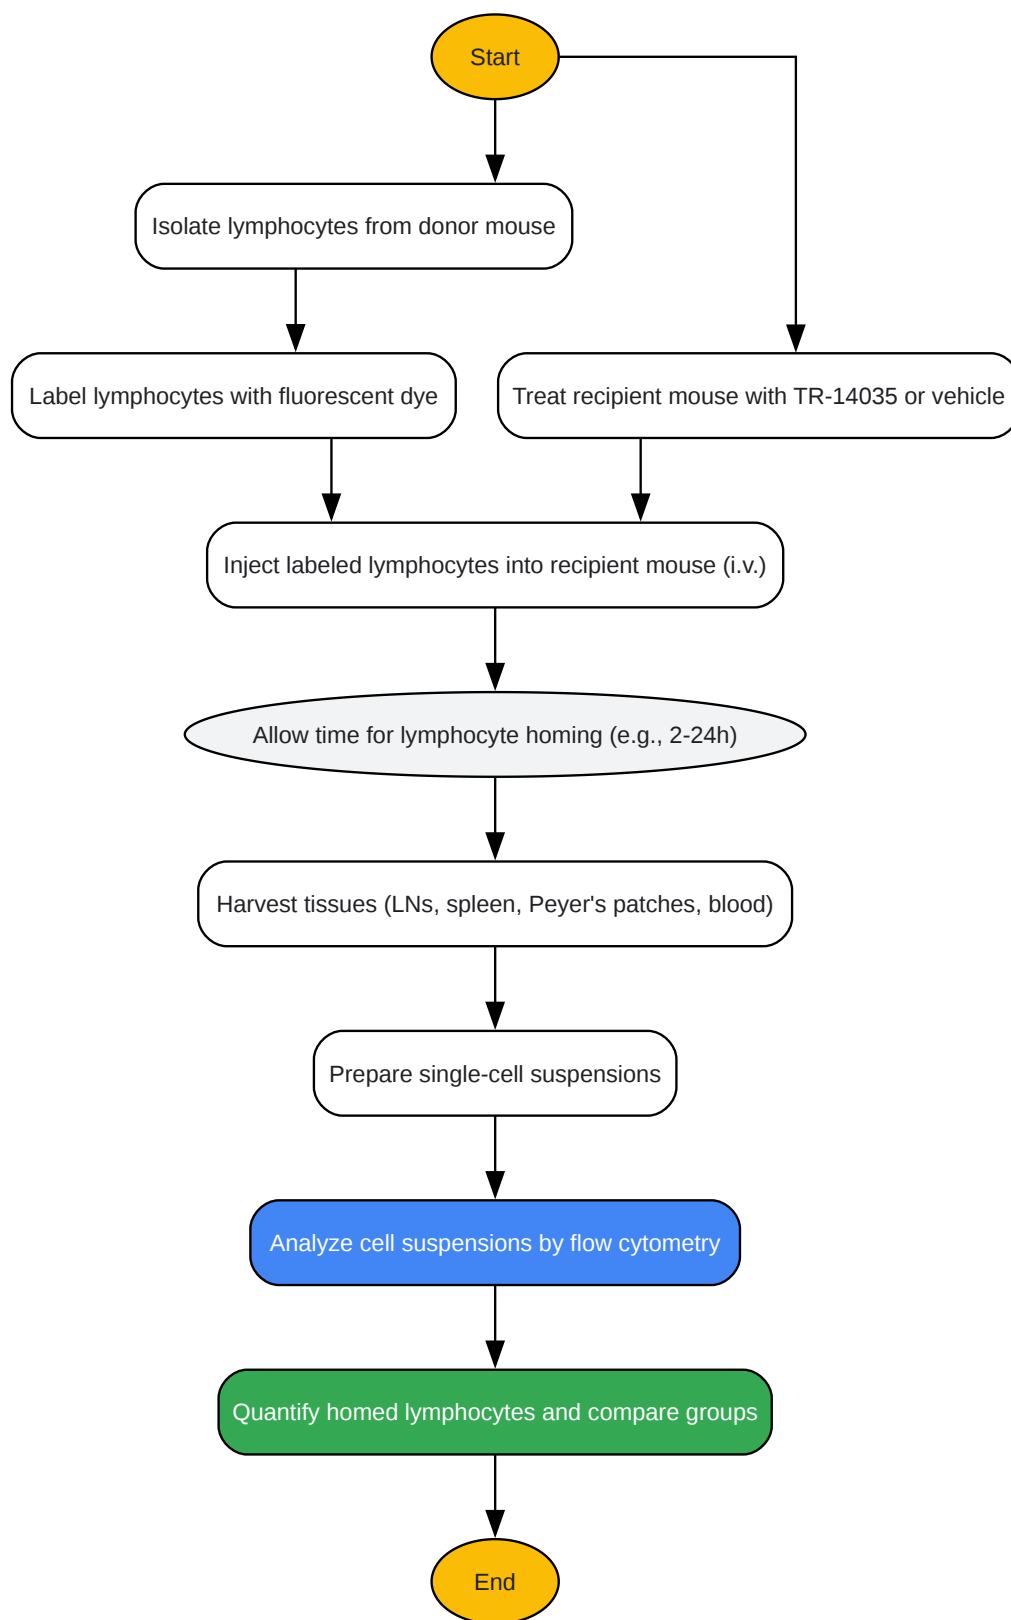 Start
Isolate lymphocytes from donor mouse
Label lymphocytes with fluorescent dye
Treat recipient mouse with TR-14035 or vehicle
Inject labeled lymphocytes into recipient mouse (i.v.)
Allow time for lymphocyte homing (e.g., 2-24h)
Harvest tissues (LNs, spleen, Peyer's patches, blood)
Prepare single-cell suspensions
Analyze cell suspensions by flow cytometry
Quantify homed lymphocytes and compare groups
End